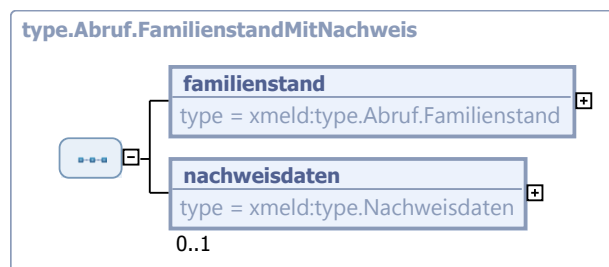 type.Abruf.FamilienstandMitNachweis
familienstand
type = xmeld:type.Abruf.Familienstand
nachweisdaten
type = xmeld:type.Nachweisdaten
0..1